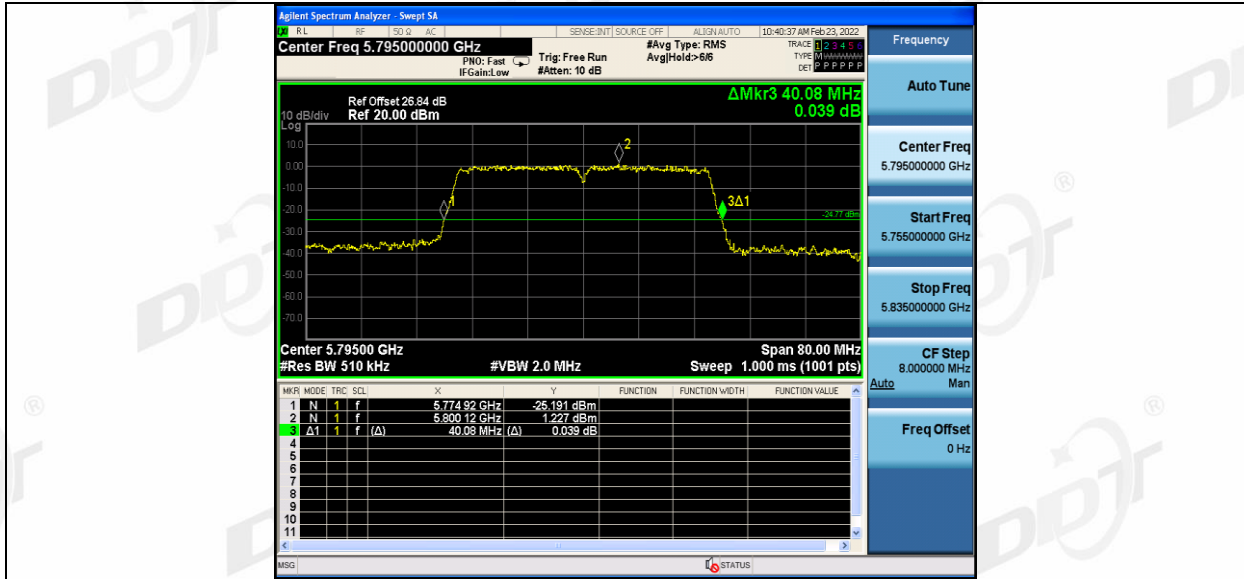 Agilent Spectrum Analyzer - Swept SA
RL RF 50 Ω AC SENSE:INT SOURCE OFF ALIGN AUTO 10:40:37 AM Feb 23, 2022
Center Freq 5.795000000 GHz
PNO: Fast
IFGain:Low
Trig: Free Run
#Atten: 10 dB
#Avg Type: RMS
Avg|Hold:>6/6
TRACE 1 2 3 4 5 6
TYPE M
DET P P P P P P
ΔMkr3 40.08 MHz
0.039 dB
Ref Offset 26.84 dB
10 dB/div Ref 20.00 dBm
Log
10.0
0.00
-10.0
-20.0
-30.0
-40.0
-50.0
-60.0
-70.0
1
2
3Δ1
-24.77 dBm
Center 5.79500 GHz Span 80.00 MHz
#Res BW 510 kHz #VBW 2.0 MHz Sweep 1.000 ms (1001 pts)
MKR MODE TRC SCL X Y FUNCTION FUNCTION WIDTH FUNCTION VALUE
1 N 1 f 5.774 92 GHz -25.191 dBm
2 N 1 f 5.800 12 GHz 1.227 dBm
3 Δ1 1 f (Δ) 40.08 MHz (Δ) 0.039 dB
4
5
6
7
8
9
10
11
MSG STATUS
Frequency
Auto Tune
Center Freq
5.795000000 GHz
Start Freq
5.755000000 GHz
Stop Freq
5.835000000 GHz
CF Step
8.000000 MHz
Auto Man
Freq Offset
0 Hz